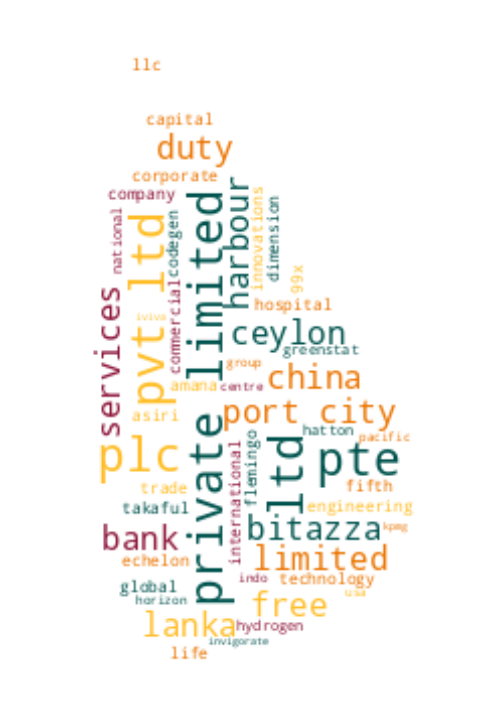 llc
capital
duty
corporate
company
national
pvt ltd
codegen
private limited
harbour
innovations
dimension
99x
hospital
services
iviva
commercial
ceylon
greenstat
group
china
amana
centre
asiri
port city
hatton
pacific
plc
international
flemingo
ltd
pte
trade
fifth
takaful
engineering
bank
bitazza
kpmg
echelon
limited
global
indo
technology
horizon
free
usa
lanka
hydrogen
invigorate
life